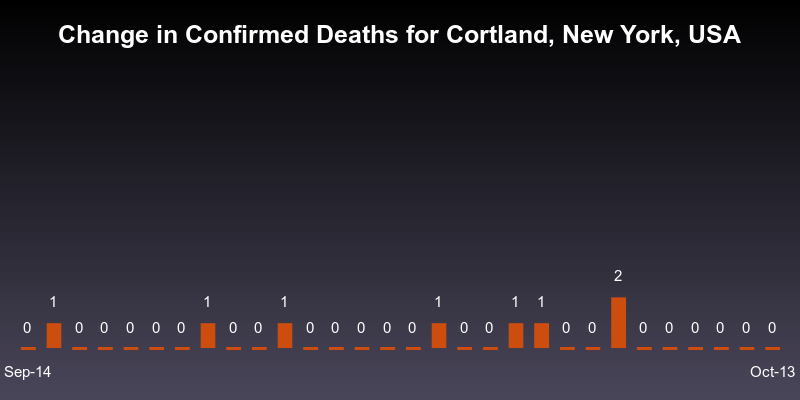 Change in Confirmed Deaths for Cortland, New York, USA
0 1 0 0 0 0 0 1 0 0 1 0 0 0 0 0 1 0 0 1 1 0 0 2 0 0 0 0 0 0
Sep-14 Oct-13